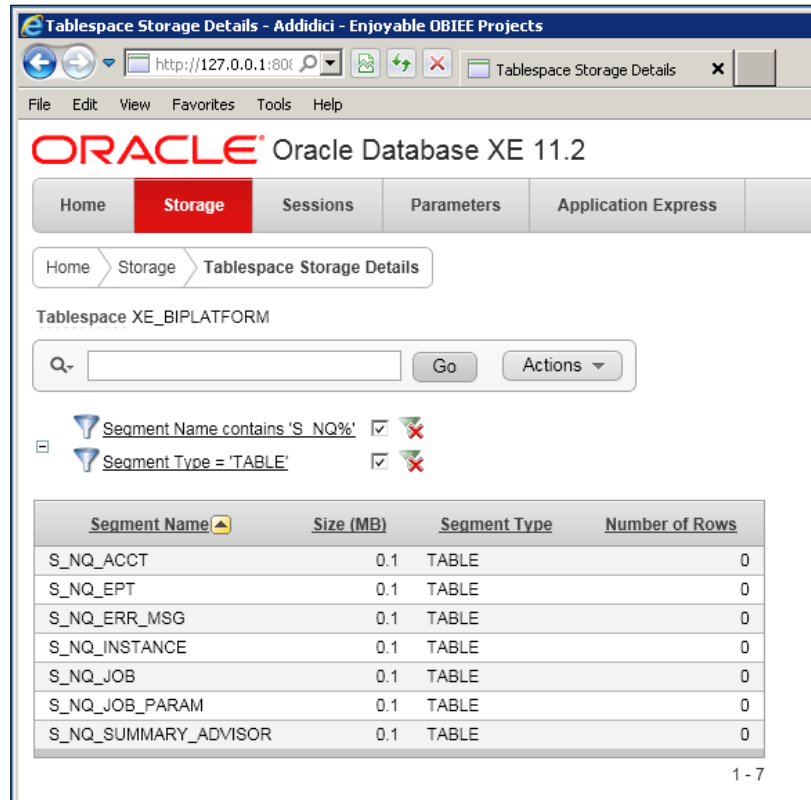 Tablespace Storage Details - Addidici - Enjoyable OBIEE Projects
http://127.0.0.1:808
Tablespace Storage Details
File Edit View Favorites Tools Help
ORACLE Oracle Database XE 11.2
Home Storage Sessions Parameters Application Express
Home Storage Tablespace Storage Details
Tablespace XE_BIPLATFORM
Go Actions
Segment Name contains 'S_NQ%'
Segment Type = 'TABLE'
Segment Name Size (MB) Segment Type Number of Rows
S_NQ_ACCT 0.1 TABLE 0
S_NQ_EPT 0.1 TABLE 0
S_NQ_ERR_MSG 0.1 TABLE 0
S_NQ_INSTANCE 0.1 TABLE 0
S_NQ_JOB 0.1 TABLE 0
S_NQ_JOB_PARAM 0.1 TABLE 0
S_NQ_SUMMARY_ADVISOR 0.1 TABLE 0
1 - 7